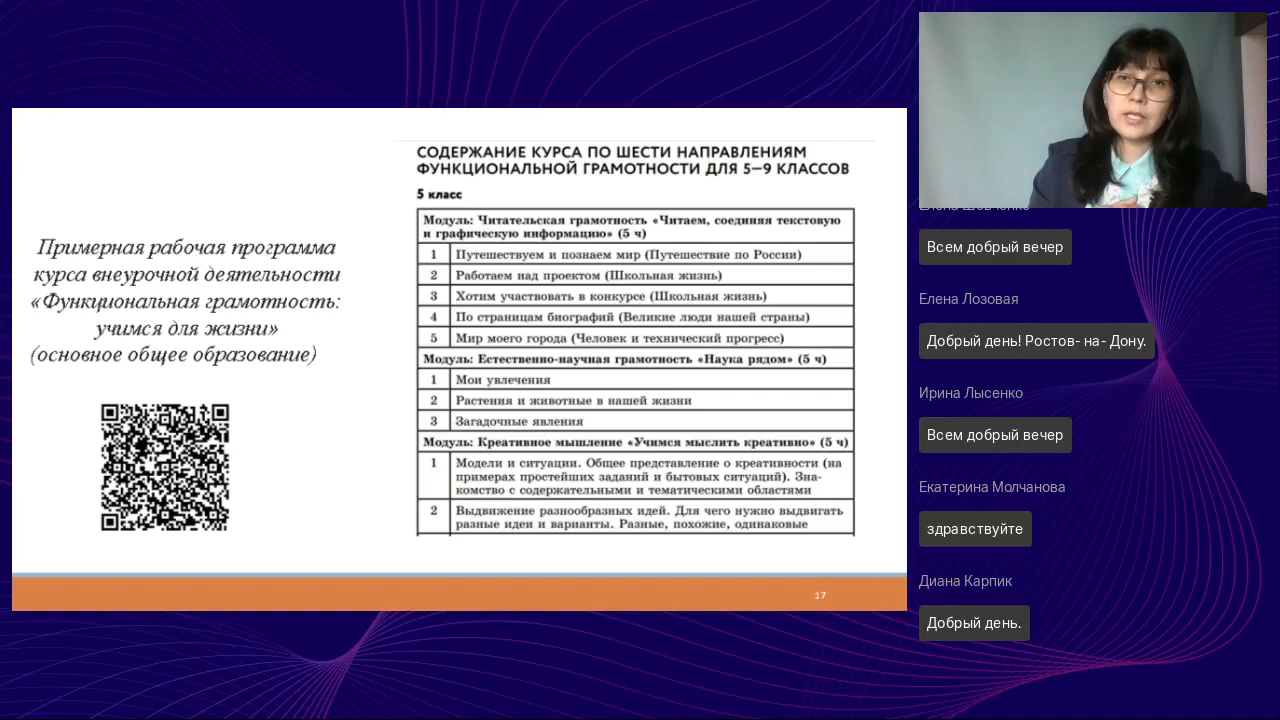 Примерная рабочая программа
курса внеурочной деятельности
«Функциональная грамотность:
учимся для жизни»
(основное общее образование)
СОДЕРЖАНИЕ КУРСА ПО ШЕСТИ НАПРАВЛЕНИЯМ
ФУНКЦИОНАЛЬНОЙ ГРАМОТНОСТИ ДЛЯ 5–9 КЛАССОВ
5 класс
Модуль: Читательская грамотность «Читаем, соединяя текстовую
и графическую информацию» (5 ч)
1 Путешествуем и познаем мир (Путешествие по России)
2 Работаем над проектом (Школьная жизнь)
3 Хотим участвовать в конкурсе (Школьная жизнь)
4 По страницам биографий (Великие люди нашей страны)
5 Мир моего города (Человек и технический прогресс)
Модуль: Естественно-научная грамотность «Наука рядом» (5 ч)
1 Мои увлечения
2 Растения и животные в нашей жизни
3 Загадочные явления
Модуль: Креативное мышление «Учимся мыслить креативно» (5 ч)
1 Модели и ситуации. Общее представление о креативности (на
примерах простейших заданий и бытовых ситуаций). Зна-
комство с содержательными и тематическими областями
2 Выдвижение разнообразных идей. Для чего нужно выдвигать
разные идеи и варианты. Разные, похожие, одинаковые
17
Елена Шевченко
Всем добрый вечер
Елена Лозовая
Добрый день! Ростов- на- Дону.
Ирина Лысенко
Всем добрый вечер
Екатерина Молчанова
здравствуйте
Диана Карпик
Добрый день.